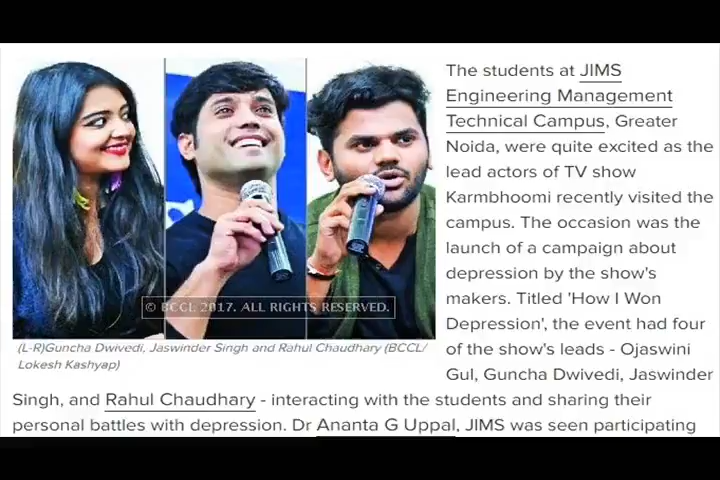 The students at JIMS
Engineering Management
Technical Campus, Greater
Noida, were quite excited as the
lead actors of TV show
Karmbhoomi recently visited the
campus. The occasion was the
launch of a campaign about
depression by the show's
makers. Titled 'How I Won
Depression', the event had four
of the show's leads - Ojaswini
Gul, Guncha Dwivedi, Jaswinder
Singh, and Rahul Chaudhary - interacting with the students and sharing their
personal battles with depression. Dr Ananta G Uppal, JIMS was seen participating
© BCCL 2017. ALL RIGHTS RESERVED.
(L-R)Guncha Dwivedi, Jaswinder Singh and Rahul Chaudhary (BCCL/
Lokesh Kashyap)